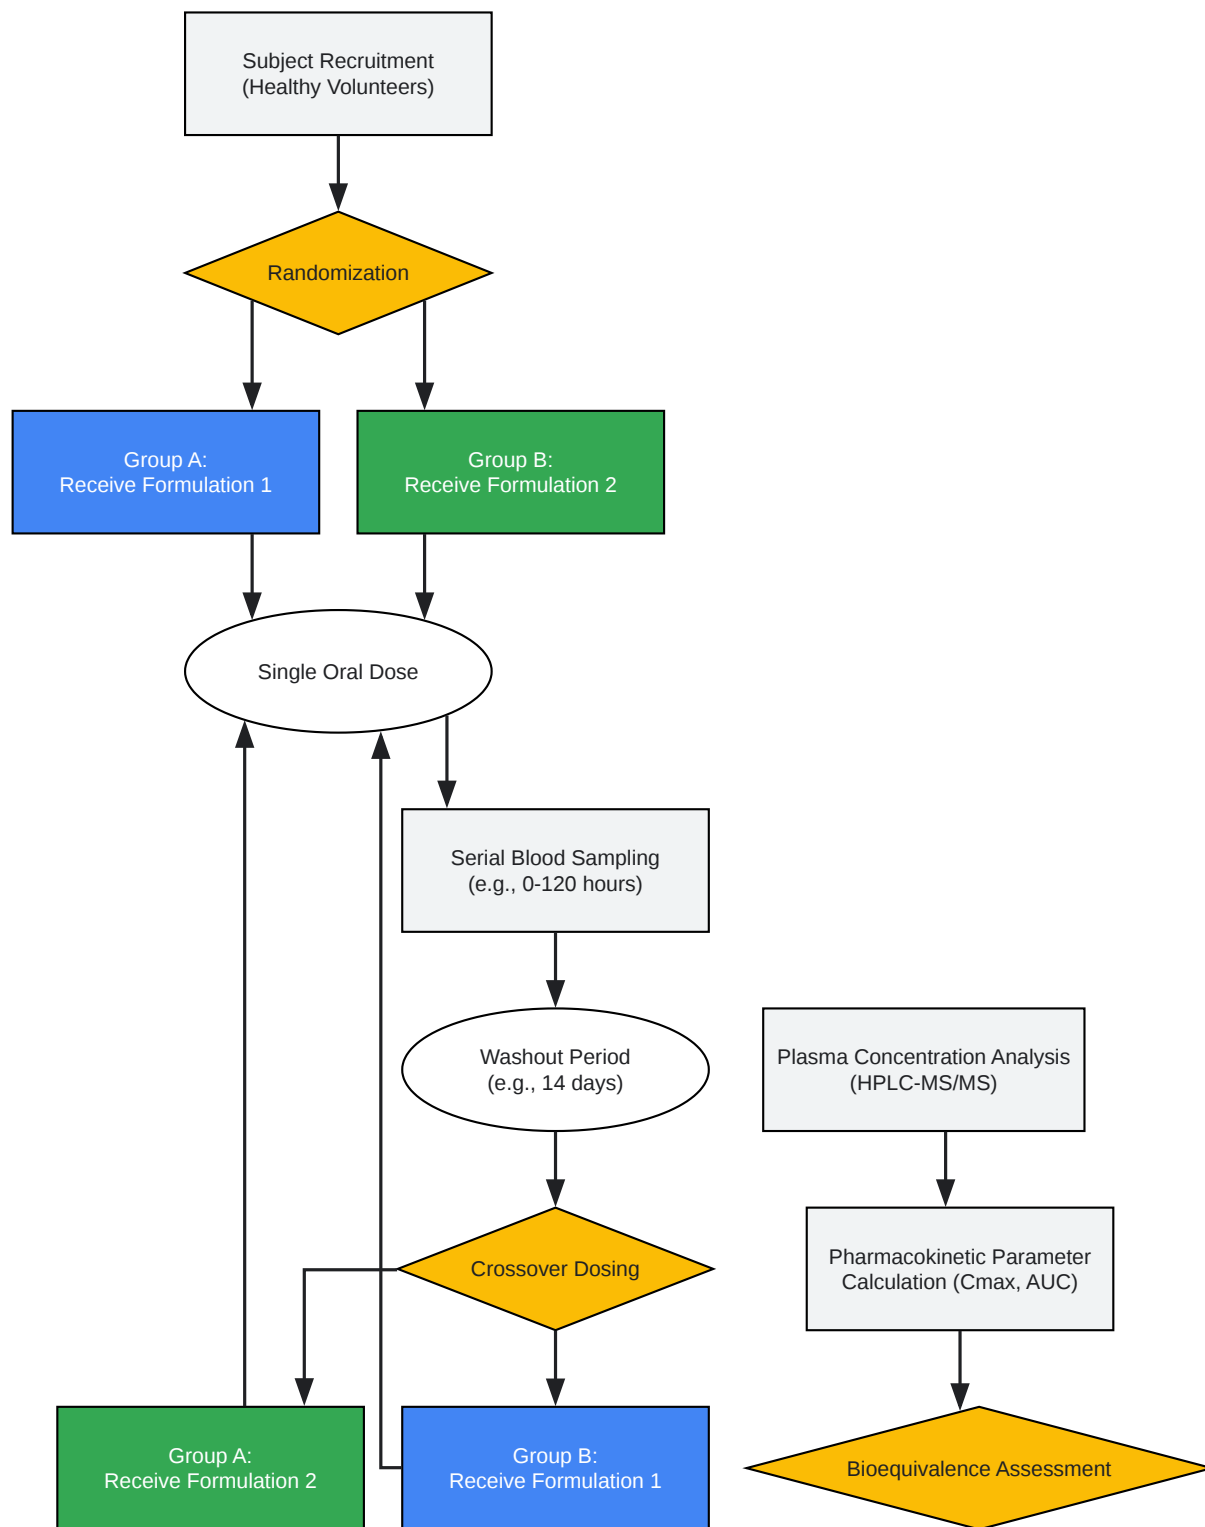 Subject Recruitment
(Healthy Volunteers)
Randomization
Group A:
Receive Formulation 1
Group B:
Receive Formulation 2
Single Oral Dose
Serial Blood Sampling
(e.g., 0-120 hours)
Washout Period
(e.g., 14 days)
Plasma Concentration Analysis
(HPLC-MS/MS)
Crossover Dosing
Pharmacokinetic Parameter
Calculation (Cmax, AUC)
Group A:
Receive Formulation 2
Group B:
Receive Formulation 1
Bioequivalence Assessment